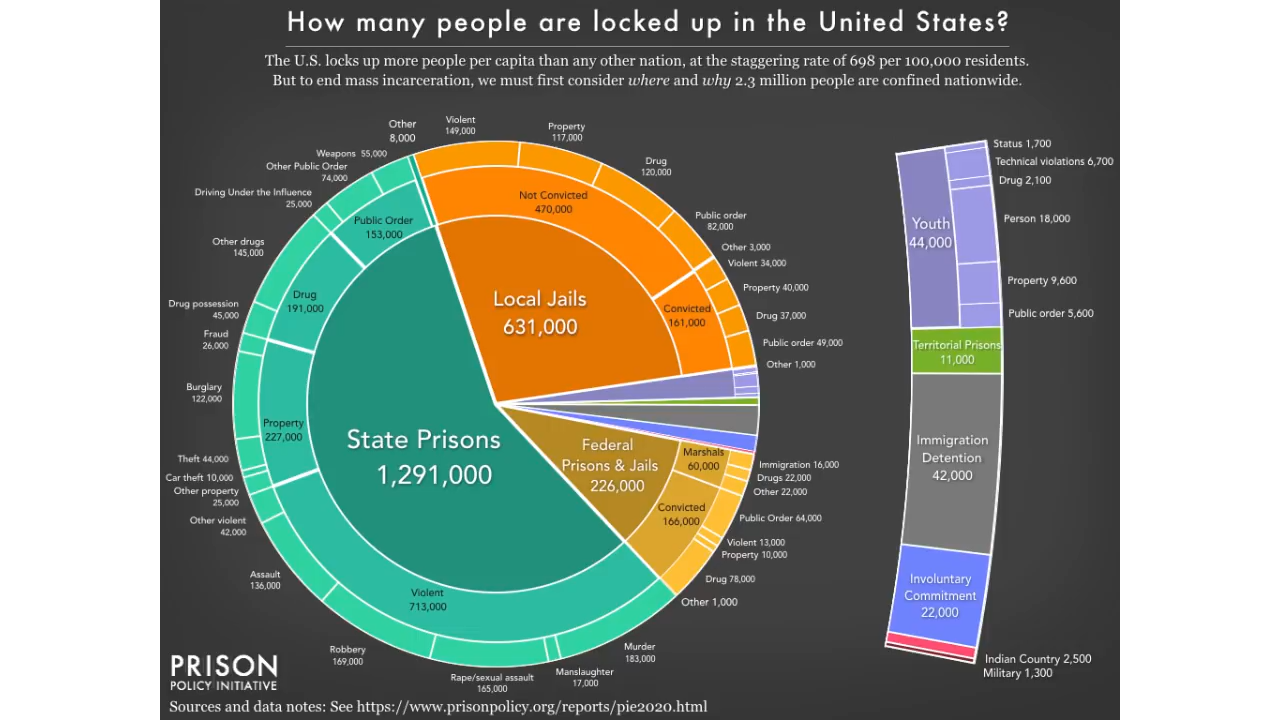 How many people are locked up in the United States?
The U.S. locks up more people per capita than any other nation, at the staggering rate of 698 per 100,000 residents.
But to end mass incarceration, we must first consider where and why 2.3 million people are confined nationwide.
Other
8,000
Violent
149,000
Property
117,000
Drug
120,000
Public order
82,000
Other 3,000
Violent 34,000
Property 40,000
Drug 37,000
Public order 49,000
Other 1,000
Not Convicted
470,000
Convicted
161,000
Local Jails
631,000
Weapons 55,000
Other Public Order
74,000
Driving Under the Influence
25,000
Public Order
153,000
Other drugs
145,000
Drug possession
45,000
Drug
191,000
Fraud
26,000
Burglary
122,000
Theft 44,000
Car theft 10,000
Other property
25,000
Property
227,000
Other violent
42,000
Assault
136,000
Robbery
169,000
Rape/sexual assault
165,000
Manslaughter
17,000
Murder
183,000
Violent
713,000
State Prisons
1,291,000
Federal
Prisons & Jails
226,000
Marshals
60,000
Convicted
166,000
Immigration 16,000
Drugs 22,000
Other 22,000
Public Order 64,000
Violent 13,000
Property 10,000
Drug 78,000
Other 1,000
Youth
44,000
Status 1,700
Technical violations 6,700
Drug 2,100
Person 18,000
Property 9,600
Public order 5,600
Territorial Prisons
11,000
Immigration
Detention
42,000
Involuntary
Commitment
22,000
Indian Country 2,500
Military 1,300
PRISON
POLICY INITIATIVE
Sources and data notes: See https://www.prisonpolicy.org/reports/pie2020.html